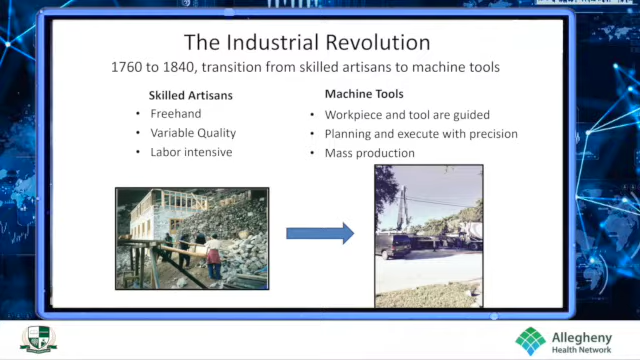 The Industrial Revolution
1760 to 1840, transition from skilled artisans to machine tools
Skilled Artisans
• Freehand
• Variable Quality
• Labor intensive
Machine Tools
• Workpiece and tool are guided
• Planning and execute with precision
• Mass production
Allegheny
Health Network